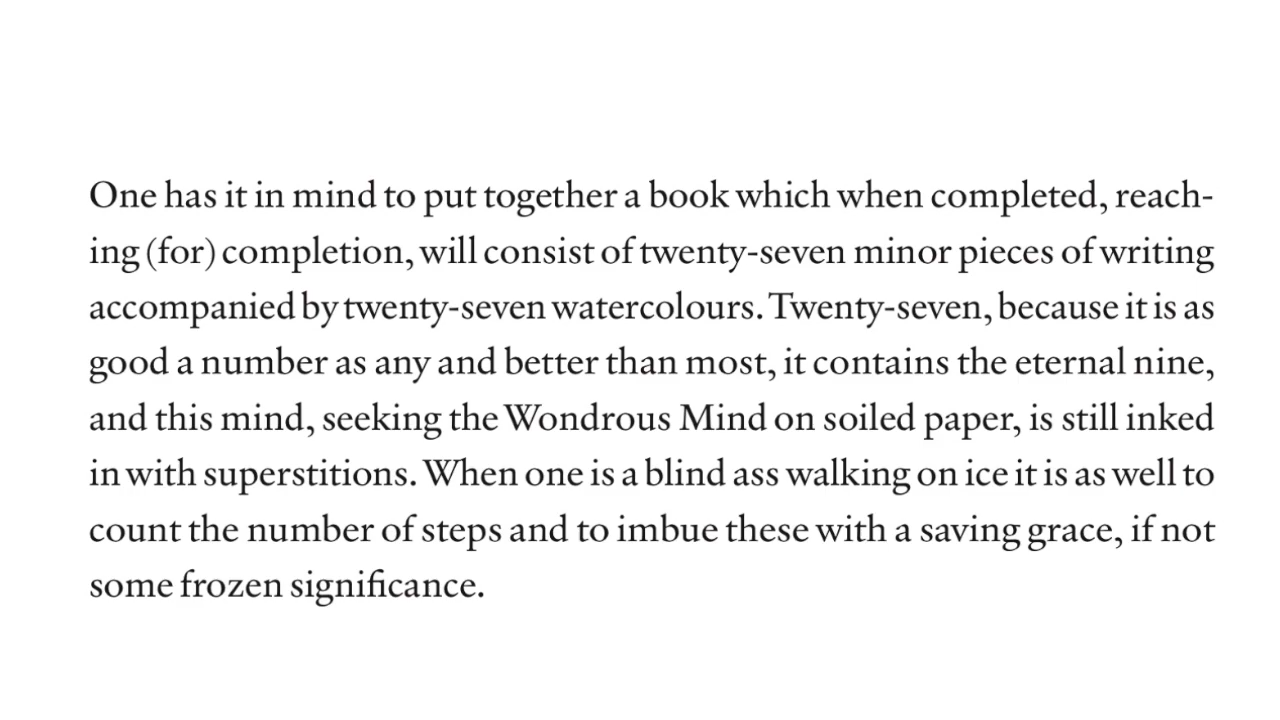 One has it in mind to put together a book which when completed, reach-
ing (for) completion, will consist of twenty-seven minor pieces of writing
accompanied by twenty-seven watercolours. Twenty-seven, because it is as
good a number as any and better than most, it contains the eternal nine,
and this mind, seeking the Wondrous Mind on soiled paper, is still inked
in with superstitions. When one is a blind ass walking on ice it is as well to
count the number of steps and to imbue these with a saving grace, if not
some frozen significance.